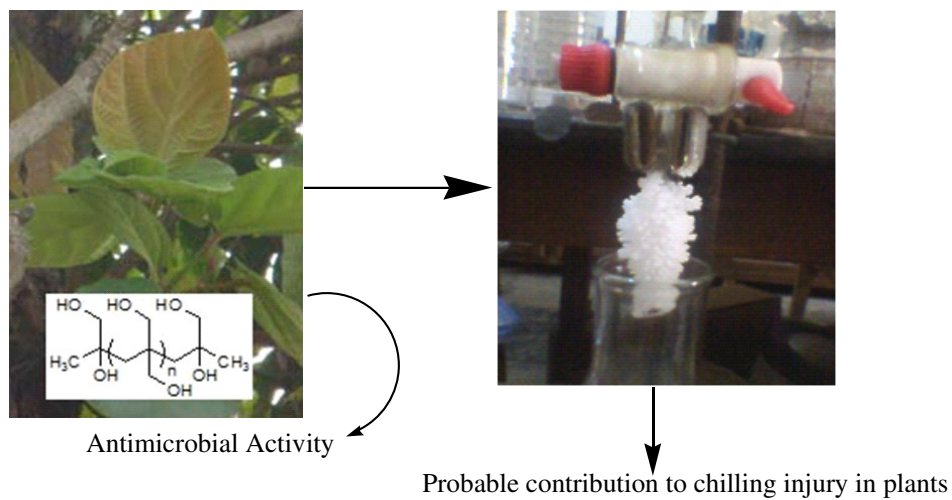 HO HO HO
H₃C CH₃
OH n OH
OH
Antimicrobial Activity
Probable contribution to chilling injury in plants